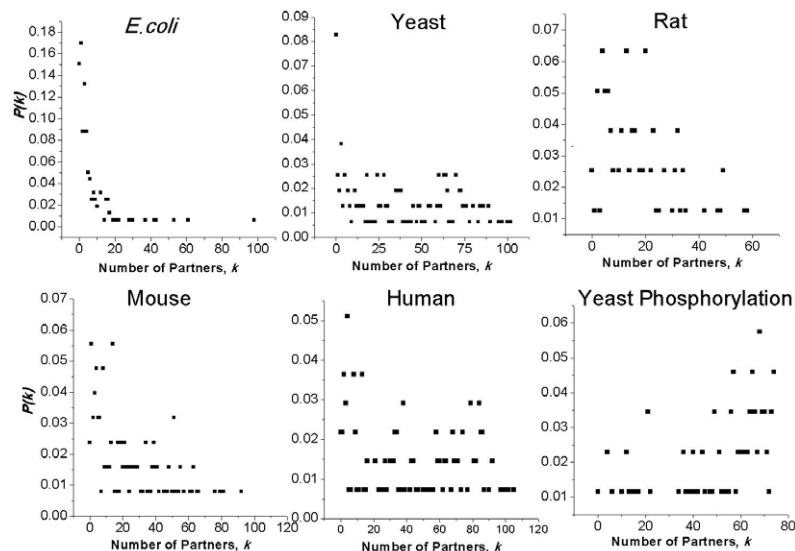 E.coli
Yeast
Rat
P(k)
0.18
0.16
0.14
0.12
0.10
0.08
0.06
0.04
0.02
0.00
0 20 40 60 80 100
Number of Partners, k
0.09
0.08
0.07
0.06
0.05
0.04
0.03
0.02
0.01
0.00
0 25 50 75 100
Number of Partners, k
0.06
0.05
0.04
0.03
0.02
0.01
0 20 40 60
Number of Partners, k
Mouse
Human
Yeast Phosphorylation
P(k)
0.07
0.06
0.05
0.04
0.03
0.02
0.01
0.00
0 20 40 60 80 100 120
Number of Partners, k
0.05
0.04
0.03
0.02
0.01
0.00
0 20 40 60 80 100 120
Number of Partners, k
0.06
0.05
0.04
0.03
0.02
0.01
0 20 40 60 80
Number of Partners, k